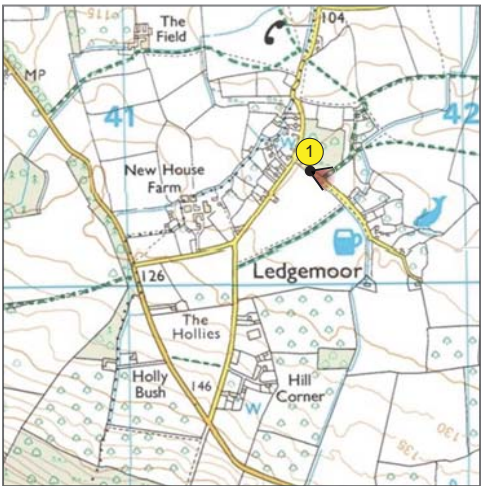 115
The
Field
104
MP
41
42
W
1
New House
Farm
Ledgemoor
126
The
Hollies
Holly
Bush
146
Hill
Corner
W
130
135